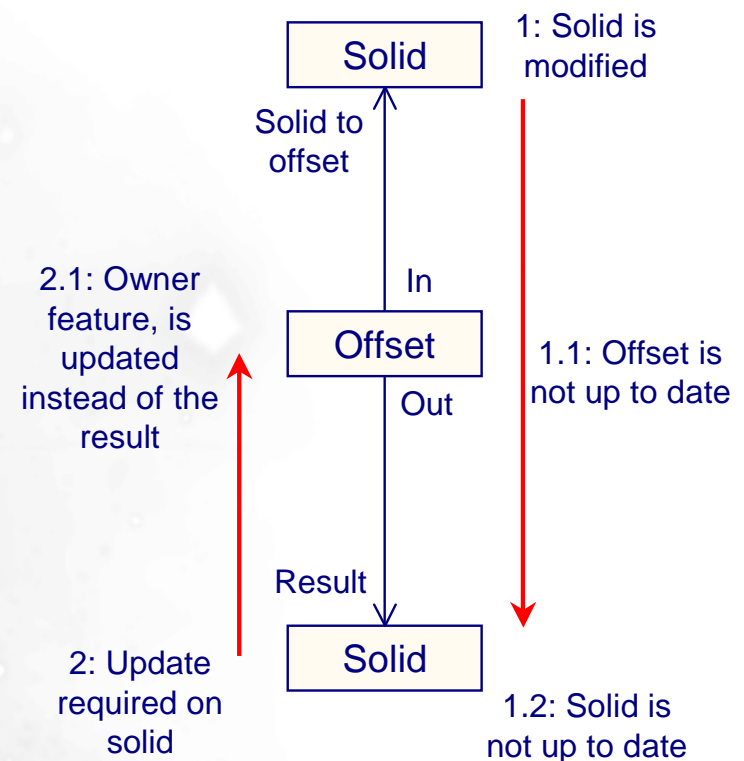 Solid
1: Solid is
modified
Solid to
offset
2.1: Owner
feature, is
updated
instead of the
result
In
Offset
Out
1.1: Offset is
not up to date
Result
Solid
2: Update
required on
solid
1.2: Solid is
not up to date